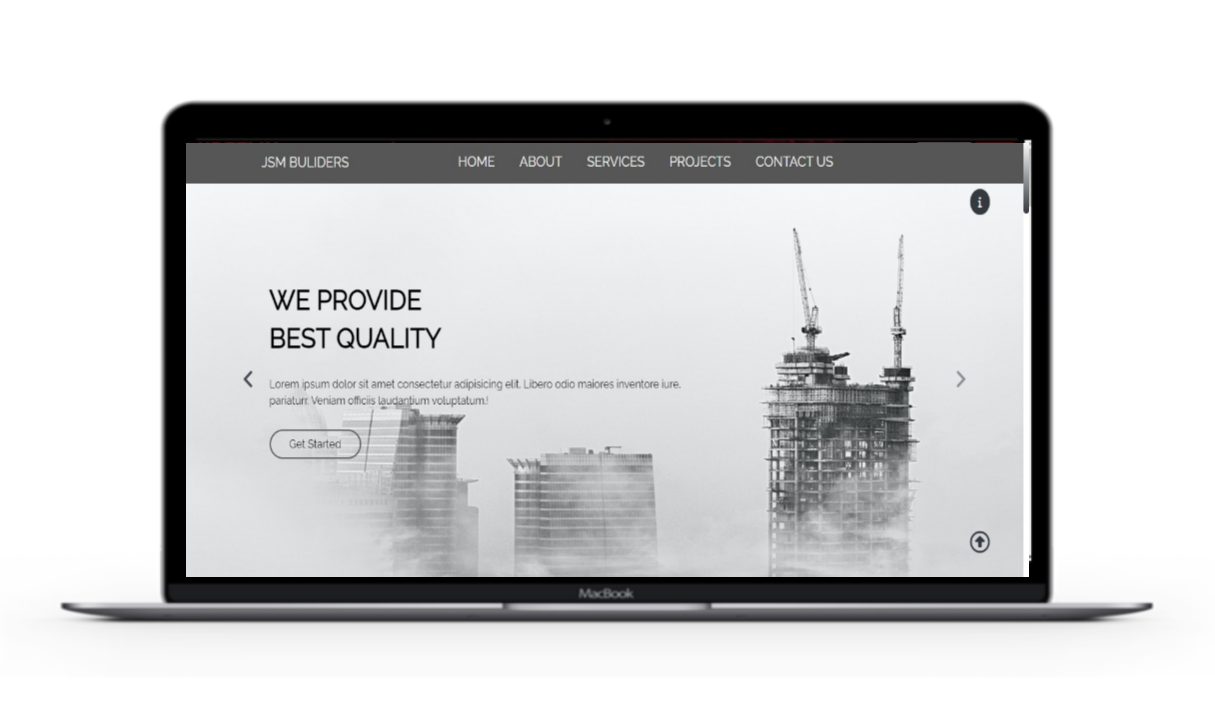 JSM BULIDERS
HOME ABOUT SERVICES PROJECTS CONTACT US
WE PROVIDE
BEST QUALITY
Lorem ipsum dolor sit amet consectetur adipisicing elit. Libero odio maiores inventore iure,
pariatur. Veniam officiis laudantium voluptatum!
Get Started
MacBook